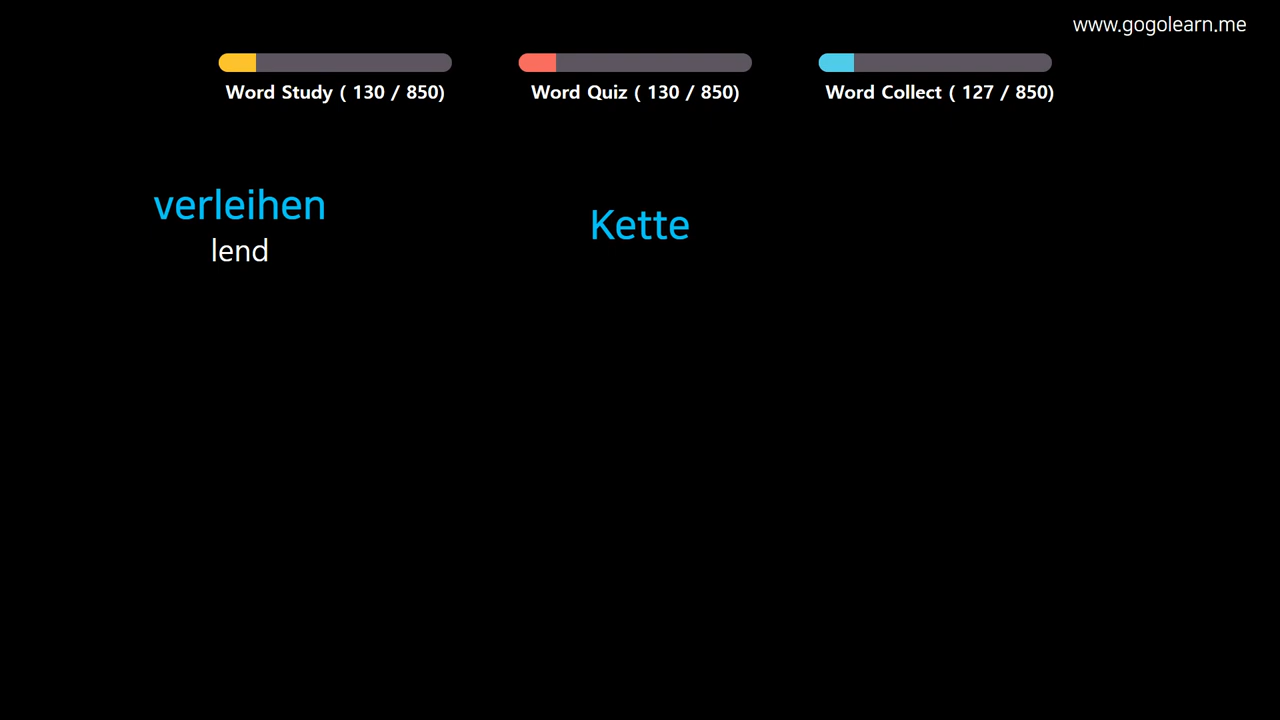 www.gogolearn.me
Word Study ( 130 / 850)
Word Quiz ( 130 / 850)
Word Collect ( 127 / 850)
verleihen
lend
Kette